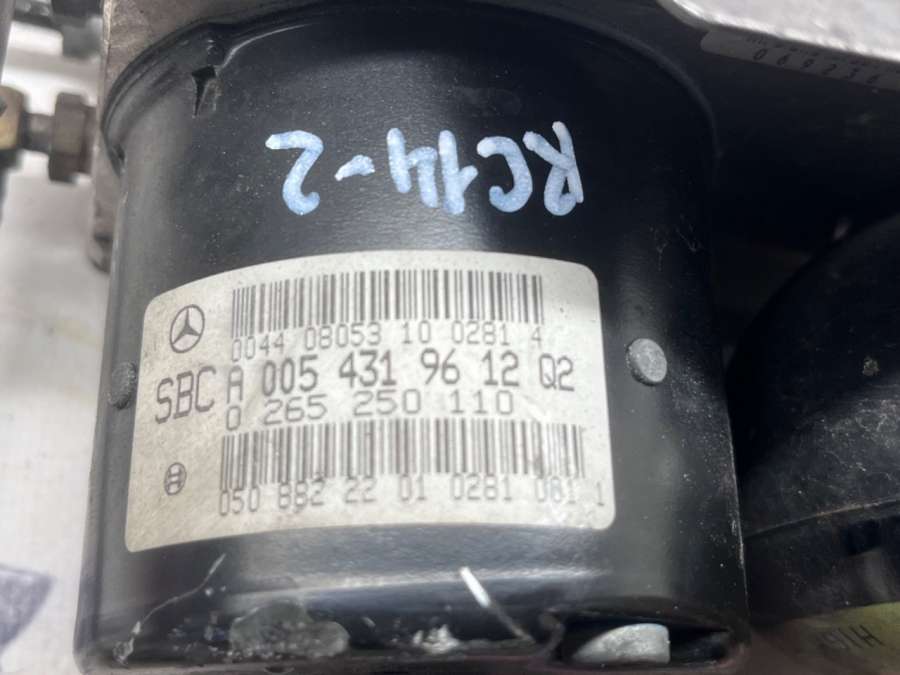 RC14-2
0044 08053 10 0281 4
SBC A 005 431 96 12 Q2
0 265 250 110
050 882 22 01 0281 081 1
069236